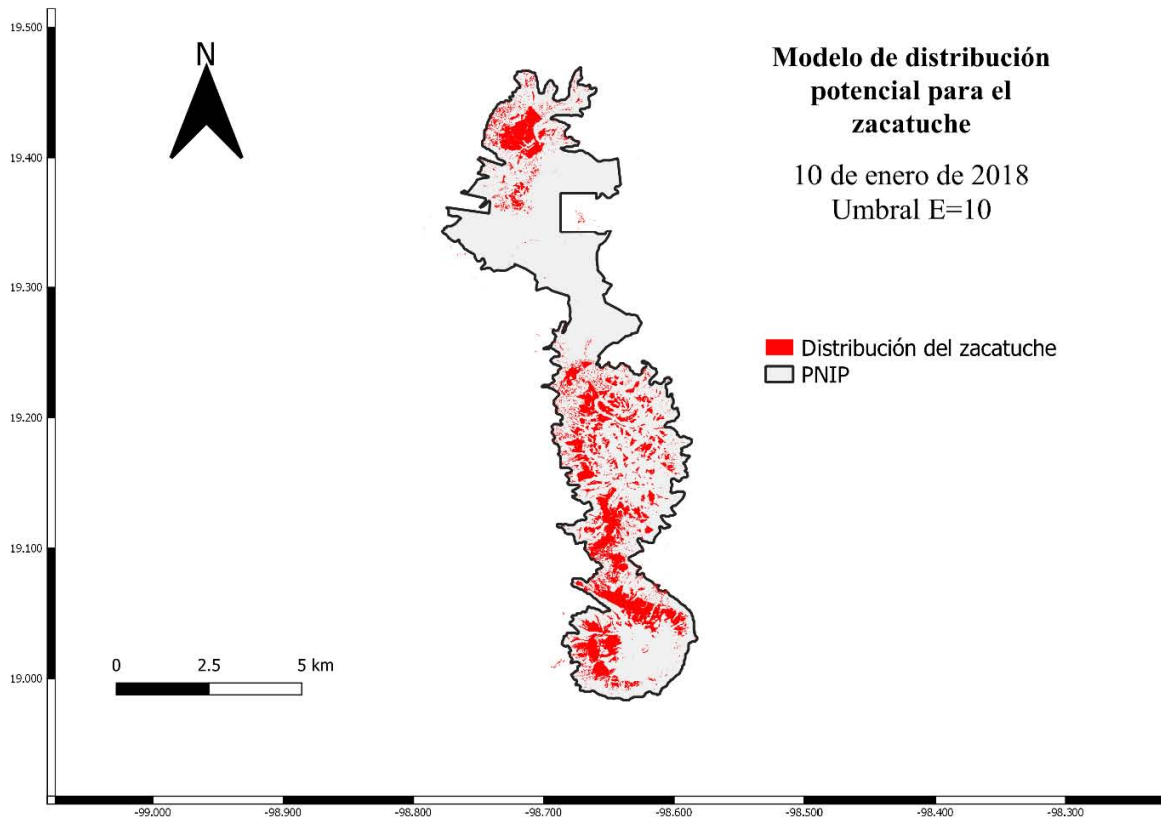 19.500
19.400
19.300
19.200
19.100
19.000
N
Modelo de distribución
potencial para el
zacatuche
10 de enero de 2018
Umbral E=10
Distribución del zacatuche
PNIP
0 2.5 5 km
-99.000 -98.900 -98.800 -98.700 -98.600 -98.500 -98.400 -98.300